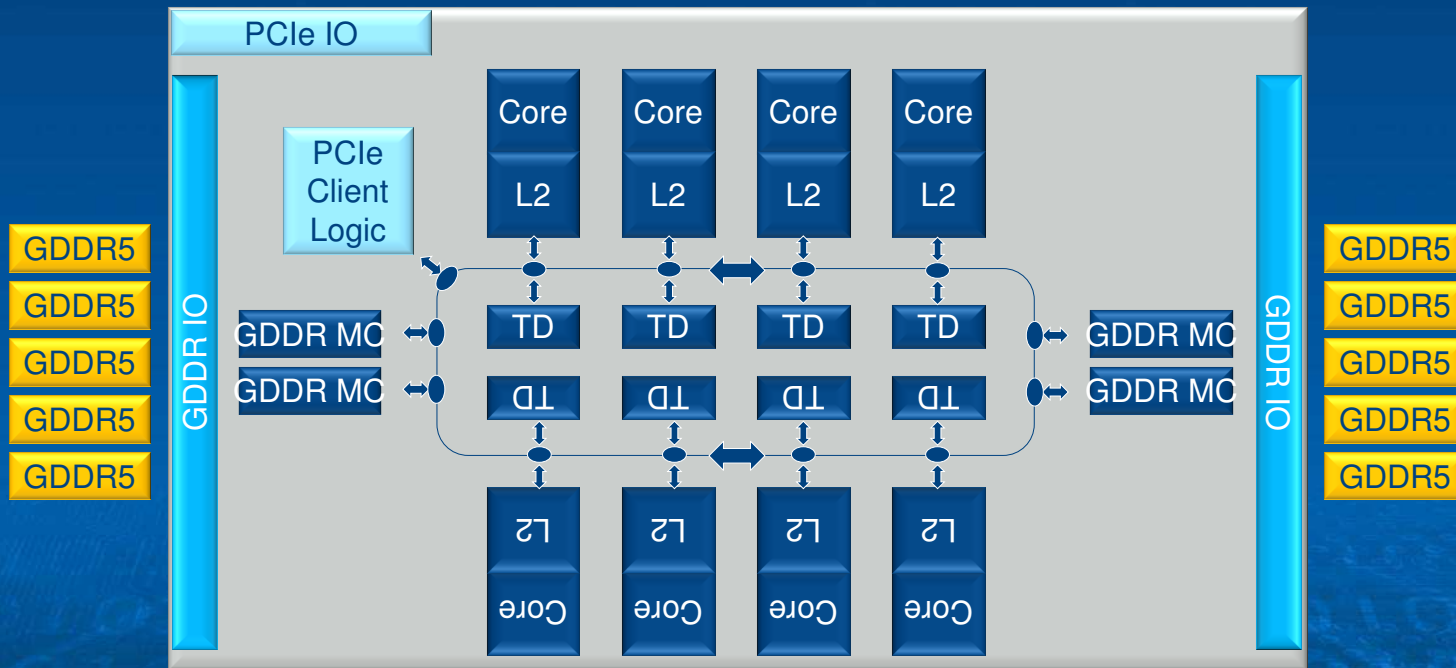 PCIe IO
Core Core Core Core
PCIe
Client
Logic
L2 L2 L2 L2
GDDR5
GDDR5
GDDR5
GDDR5
GDDR5
GDDR IO
GDDR MC
GDDR MC
TD TD TD TD
TD TD TD TD
GDDR MC
GDDR MC
GDDR IO
GDDR5
GDDR5
GDDR5
GDDR5
GDDR5
L2 L2 L2 L2
Core Core Core Core